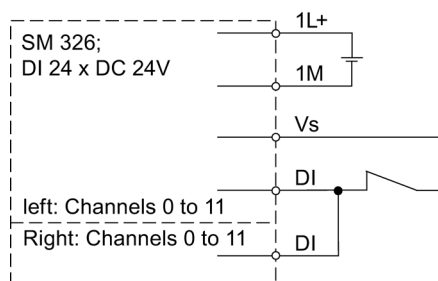 SM 326;
DI 24 x DC 24V
1L+
1M
Vs
DI
left: Channels 0 to 11
Right: Channels 0 to 11
DI